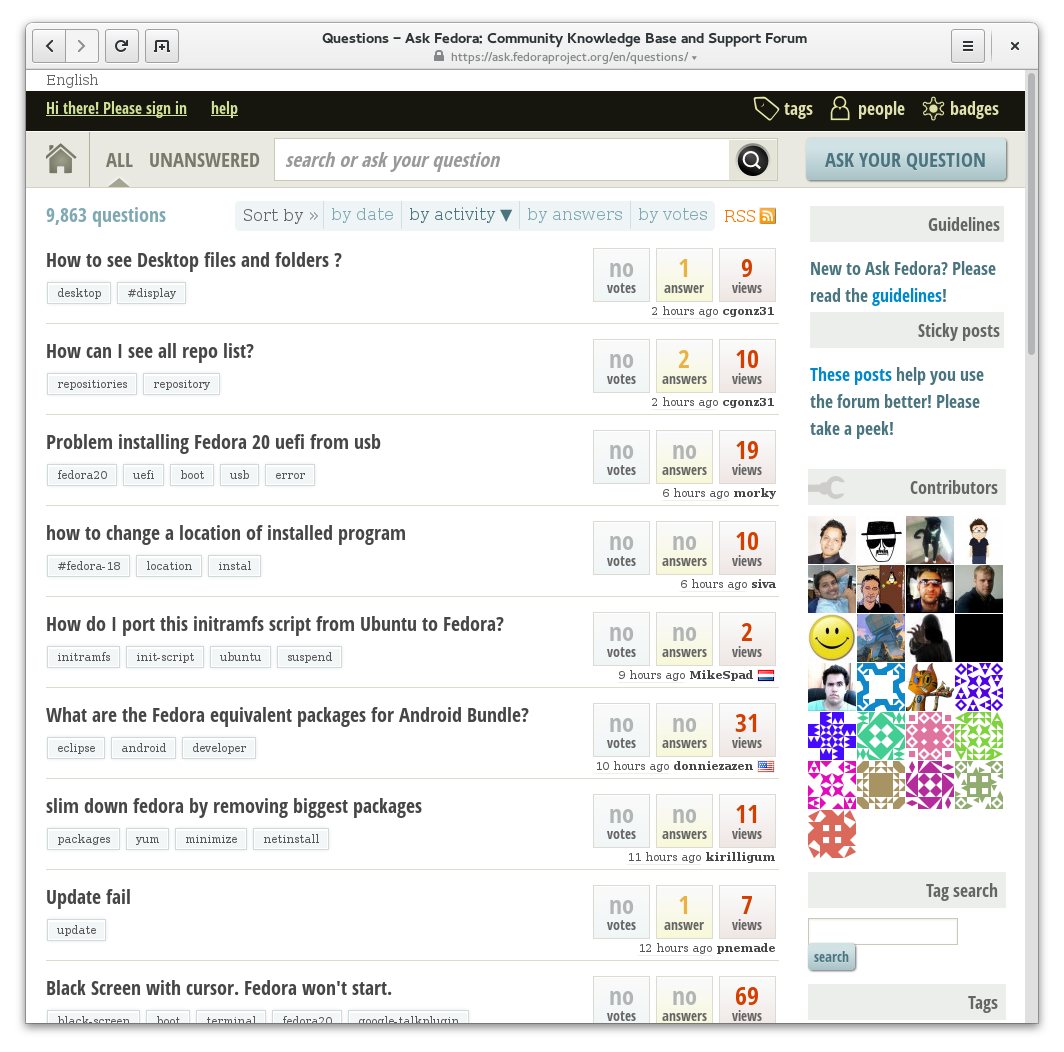 Questions – Ask Fedora: Community Knowledge Base and Support Forum
https://ask.fedoraproject.org/en/questions/
English
Hi there! Please sign in help tags people badges
ALL UNANSWERED search or ask your question ASK YOUR QUESTION
9,863 questions Sort by » by date by activity ▼ by answers by votes RSS
How to see Desktop files and folders ?
no votes 1 answer 9 views
desktop #display
2 hours ago cgonz31
How can I see all repo list?
no votes 2 answers 10 views
repositiories repository
2 hours ago cgonz31
Problem installing Fedora 20 uefi from usb
no votes no answers 19 views
fedora20 uefi boot usb error
6 hours ago morky
how to change a location of installed program
no votes no answers 10 views
#fedora-18 location instal
6 hours ago siva
How do I port this initramfs script from Ubuntu to Fedora?
no votes no answers 2 views
initramfs init-script ubuntu suspend
9 hours ago MikeSpad
What are the Fedora equivalent packages for Android Bundle?
no votes no answers 31 views
eclipse android developer
10 hours ago donniezazen
slim down fedora by removing biggest packages
no votes no answers 11 views
packages yum minimize netinstall
11 hours ago kirilligum
Update fail
no votes 1 answer 7 views
update
12 hours ago pnemade
Black Screen with cursor. Fedora won't start.
no votes no answers 69 views
black-screen boot terminal fedora20 google-talkplugin
Guidelines
New to Ask Fedora? Please
read the guidelines!
Sticky posts
These posts help you use
the forum better! Please
take a peek!
Contributors
Tag search
search
Tags